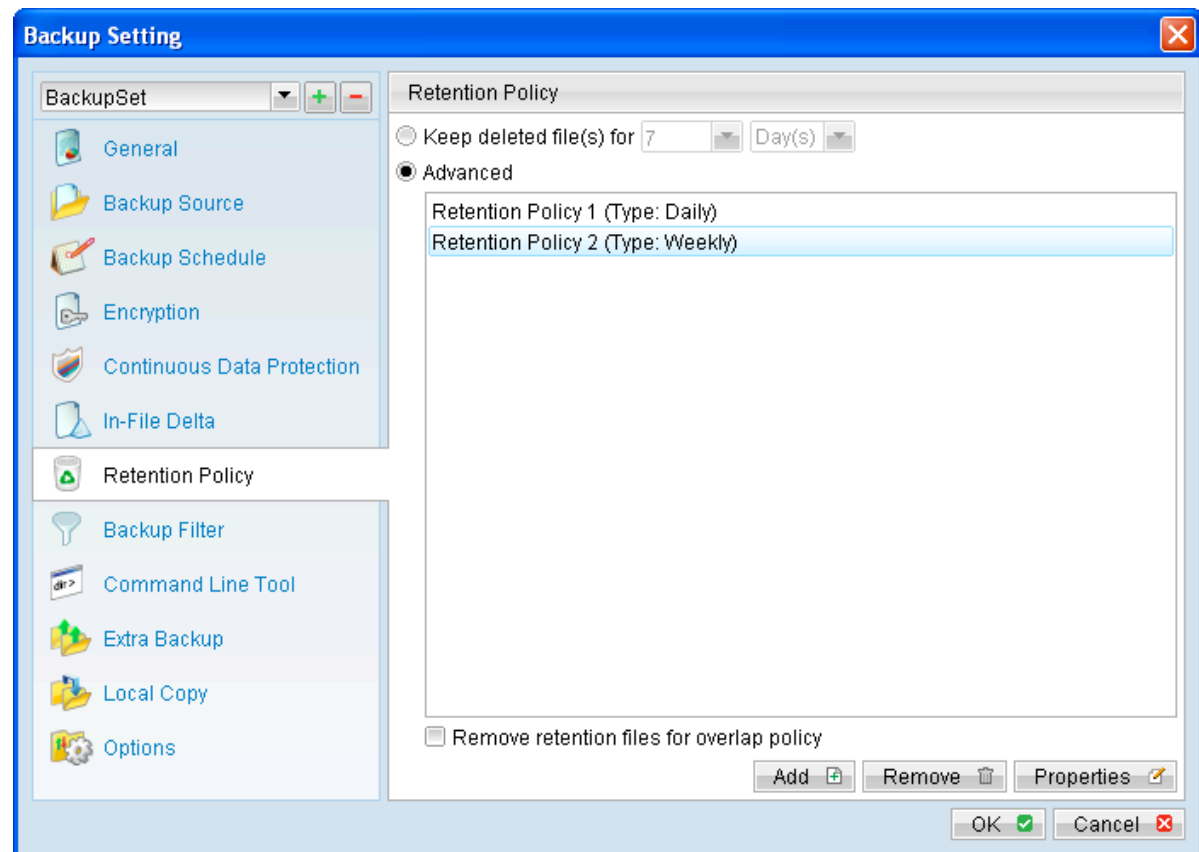 Backup Setting
BackupSet
General
Backup Source
Backup Schedule
Encryption
Continuous Data Protection
In-File Delta
Retention Policy
Backup Filter
dir>
Command Line Tool
Extra Backup
Local Copy
Options
Retention Policy
Keep deleted file(s) for 7 Day(s)
Advanced
Retention Policy 1 (Type: Daily)
Retention Policy 2 (Type: Weekly)
Remove retention files for overlap policy
Add Remove Properties
OK Cancel